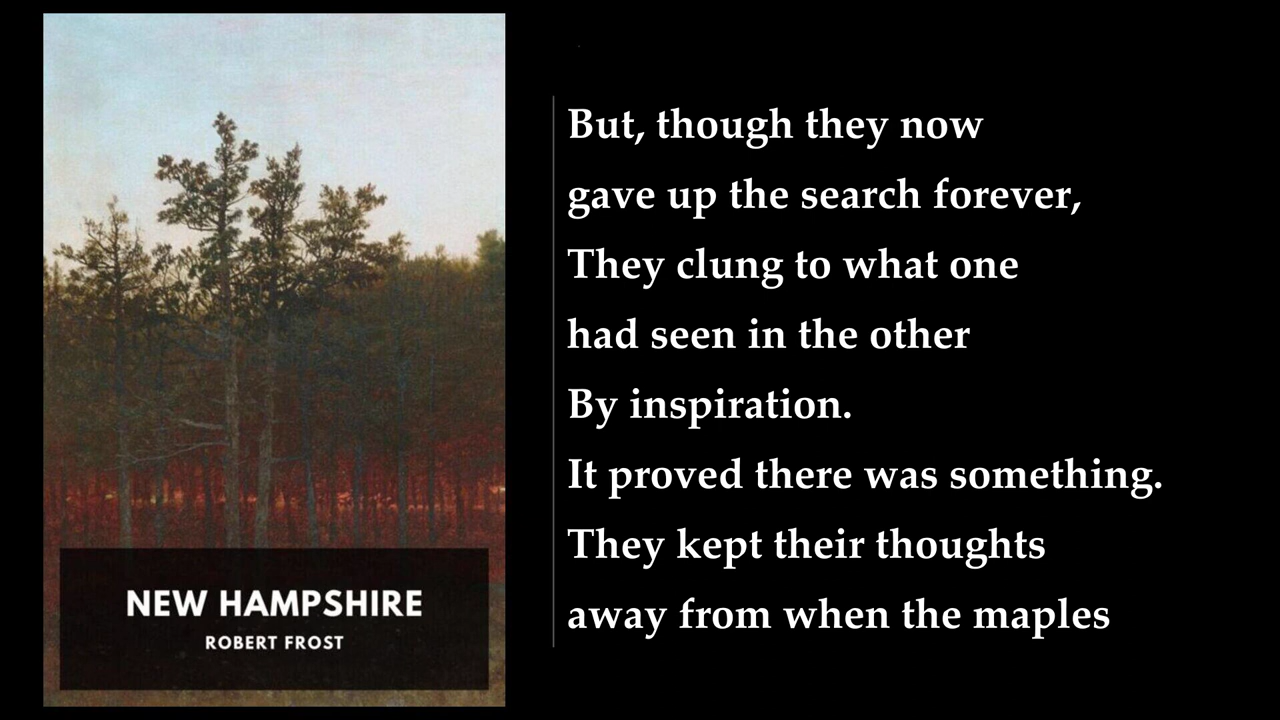 NEW HAMPSHIRE
ROBERT FROST
But, though they now
gave up the search forever,
They clung to what one
had seen in the other
By inspiration.
It proved there was something.
They kept their thoughts
away from when the maples